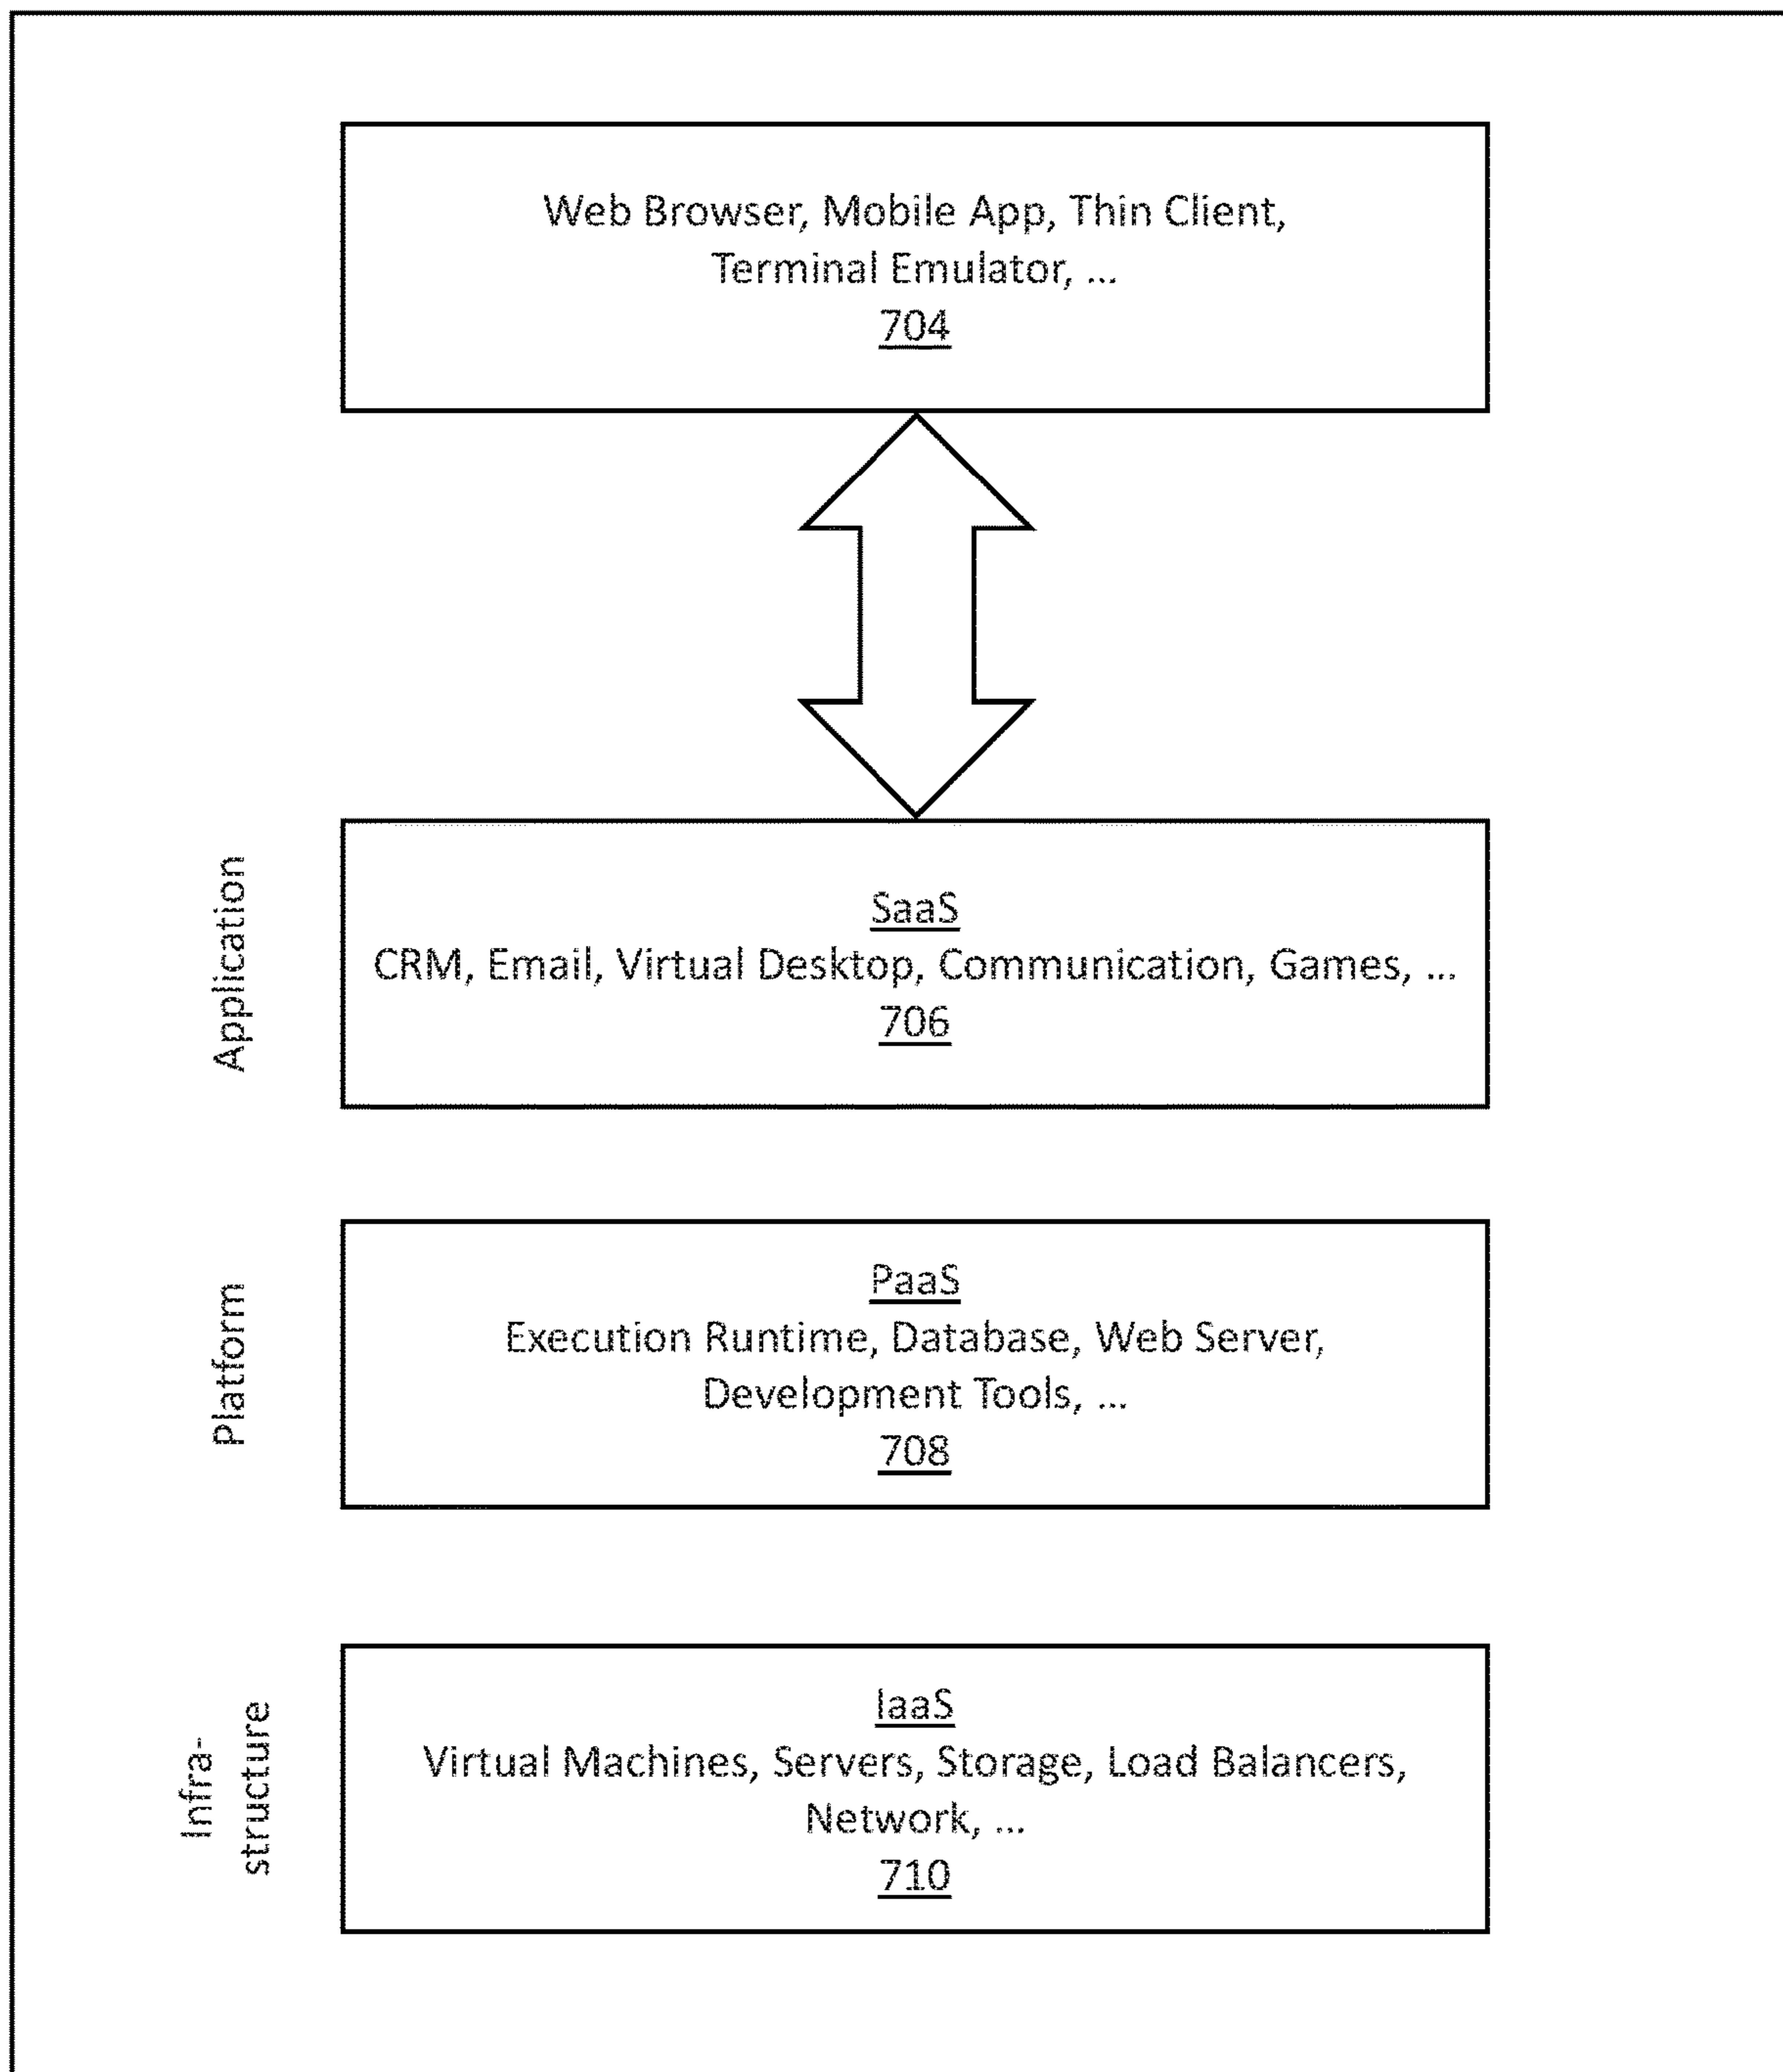 Web Browser, Mobile App, Thin Client,
Terminal Emulator, ...
704
Application
SaaS
CRM, Email, Virtual Desktop, Communication, Games, ...
706
Platform
PaaS
Execution Runtime, Database, Web Server,
Development Tools, ...
708
Infra-
structure
IaaS
Virtual Machines, Servers, Storage, Load Balancers,
Network, ...
710